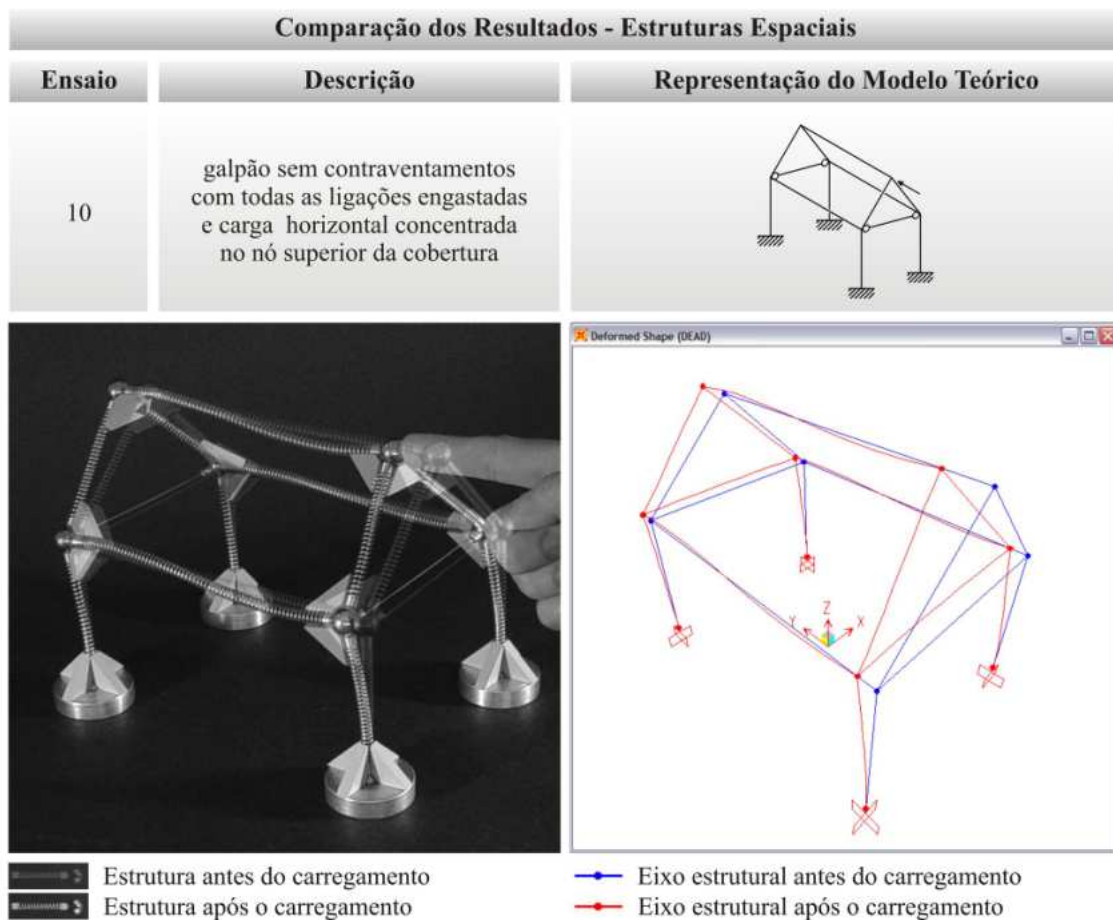 Comparação dos Resultados - Estruturas Espaciais
Ensaio
Descrição
Representação do Modelo Teórico
10
galpão sem contraventamentos
com todas as ligações engastadas
e carga horizontal concentrada
no nó superior da cobertura
Deformed Shape (DEAD)
Z
Y
X
Estrutura antes do carregamento
Estrutura após o carregamento
Eixo estrutural antes do carregamento
Eixo estrutural após o carregamento